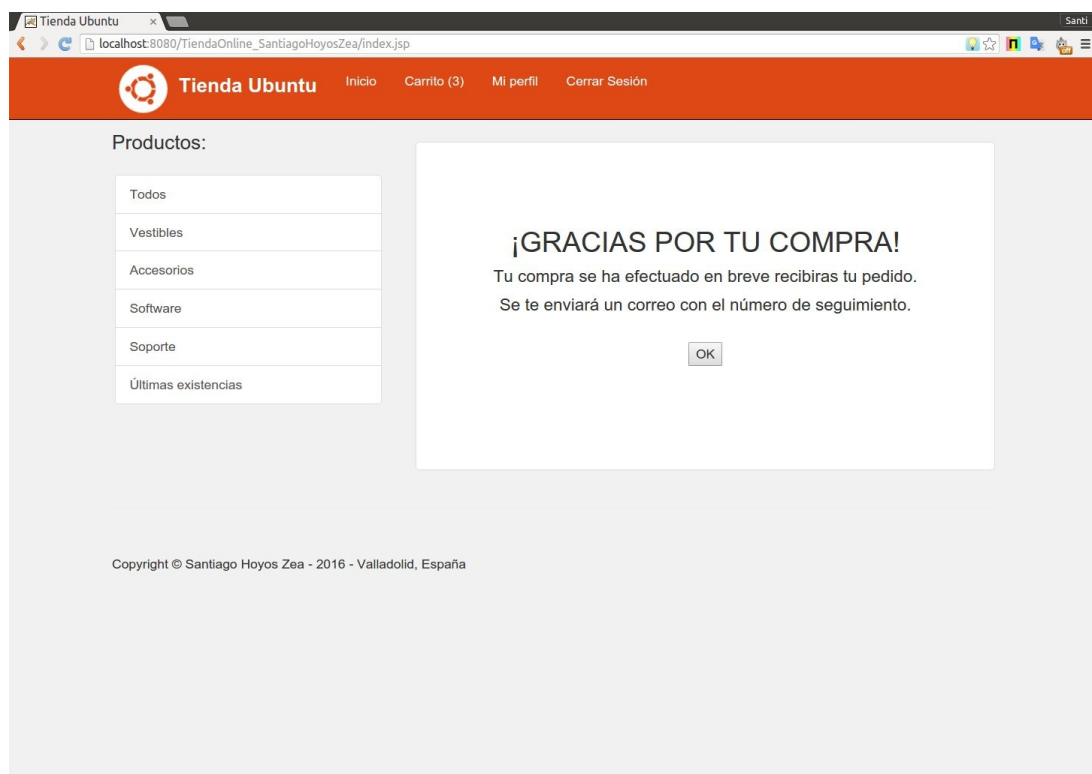 Tienda Ubuntu
Santi
localhost:8080/TiendaOnline_SantiagoHoyosZea/index.jsp
Tienda Ubuntu Inicio Carrito (3) Mi perfil Cerrar Sesión
Productos:
Todos
Vestibles
Accesorios
Software
Soporte
Últimas existencias
¡GRACIAS POR TU COMPRA!
Tu compra se ha efectuado en breve recibiras tu pedido.
Se te enviará un correo con el número de seguimiento.
OK
Copyright © Santiago Hoyos Zea - 2016 - Valladolid, España